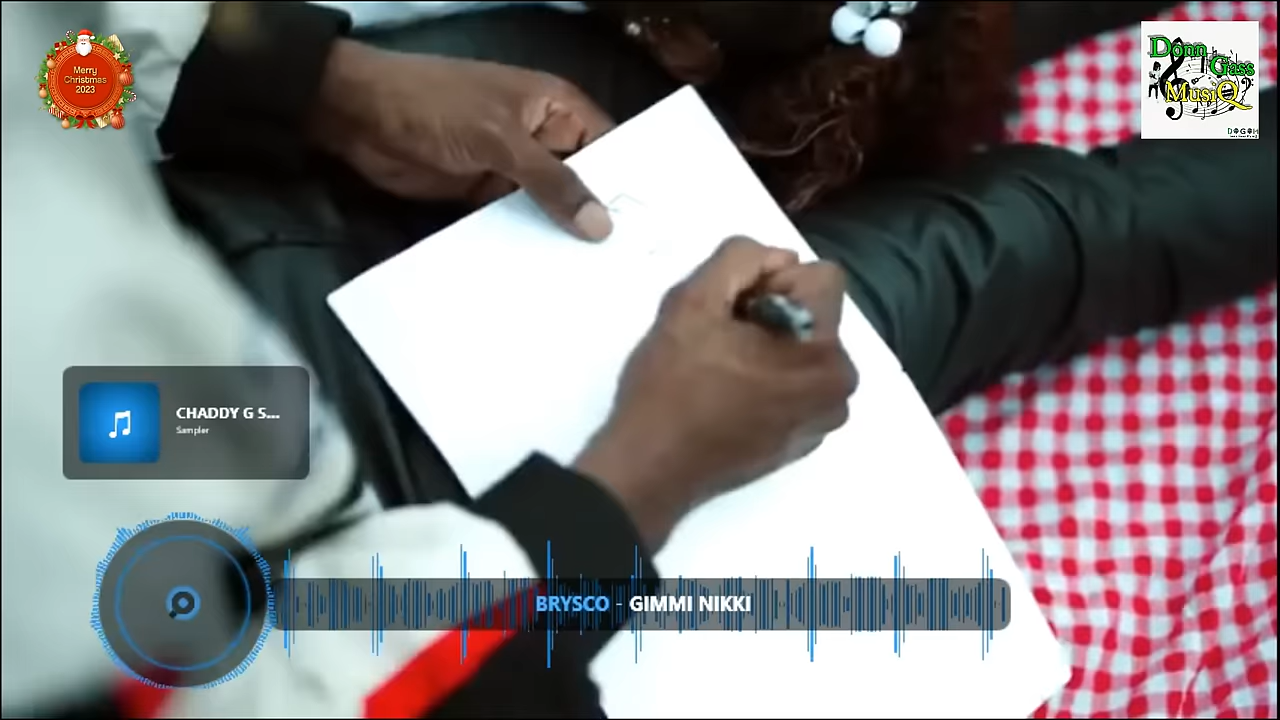 Merry
Christmas
2023
Donn
Gass
MusiQ
CHADDY G S...
Sampler
BRYSCO - GIMMI NIKKI